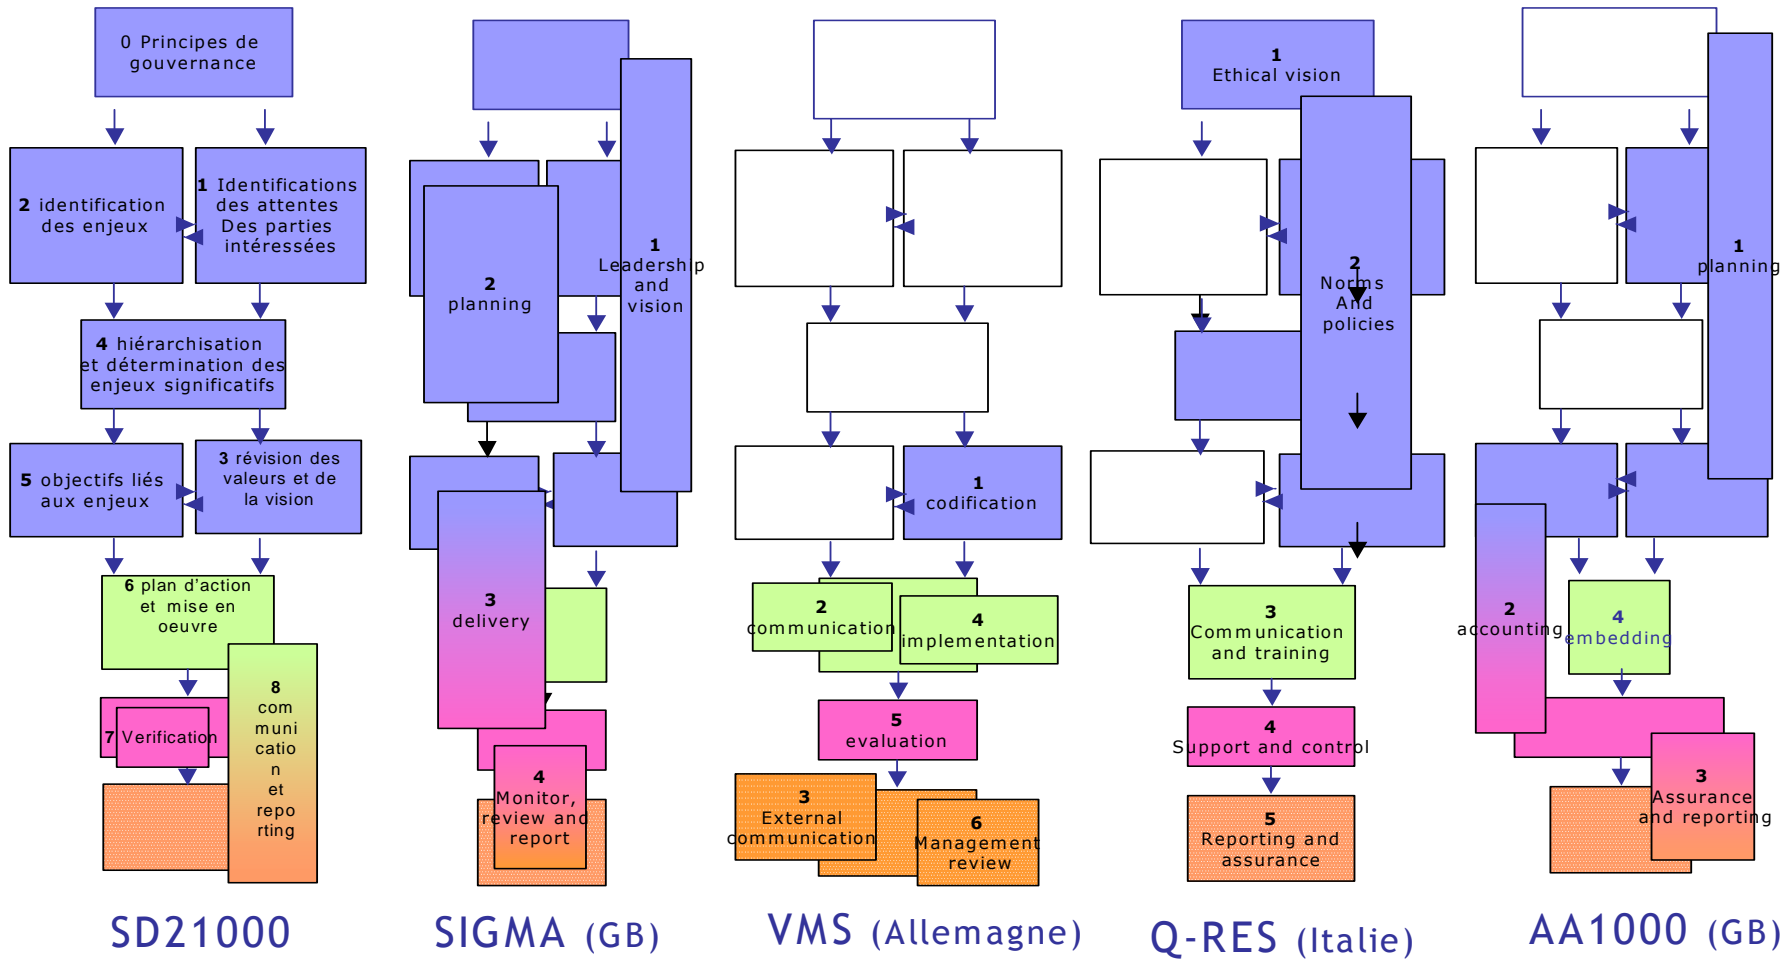 0 Principes de
gouvernance
2 identification
des enjeux
1 Identifications
des attentes
Des parties
intéressées
4 hiérarchisation
et détermination des
enjeux significatifs
5 objectifs liés
aux enjeux
3 révision des
valeurs et de
la vision
6 plan d'action
et mise en
oeuvre
7 Verification
8
com
muni
catio
n
et
repo
rting
SD21000
1
Leadership
and
vision
2
planning
3
delivery
4
Monitor,
review and
report
SIGMA (GB)
1
codification
2
communication
4
implementation
5
evaluation
3
External
communication
6
Management
review
VMS (Allemagne)
1
Ethical vision
2
Norms
And
policies
3
Communication
and training
4
Support and control
5
Reporting and
assurance
Q-RES (Italie)
1
planning
2
accounting
4
embedding
3
Assurance
and reporting
AA1000 (GB)